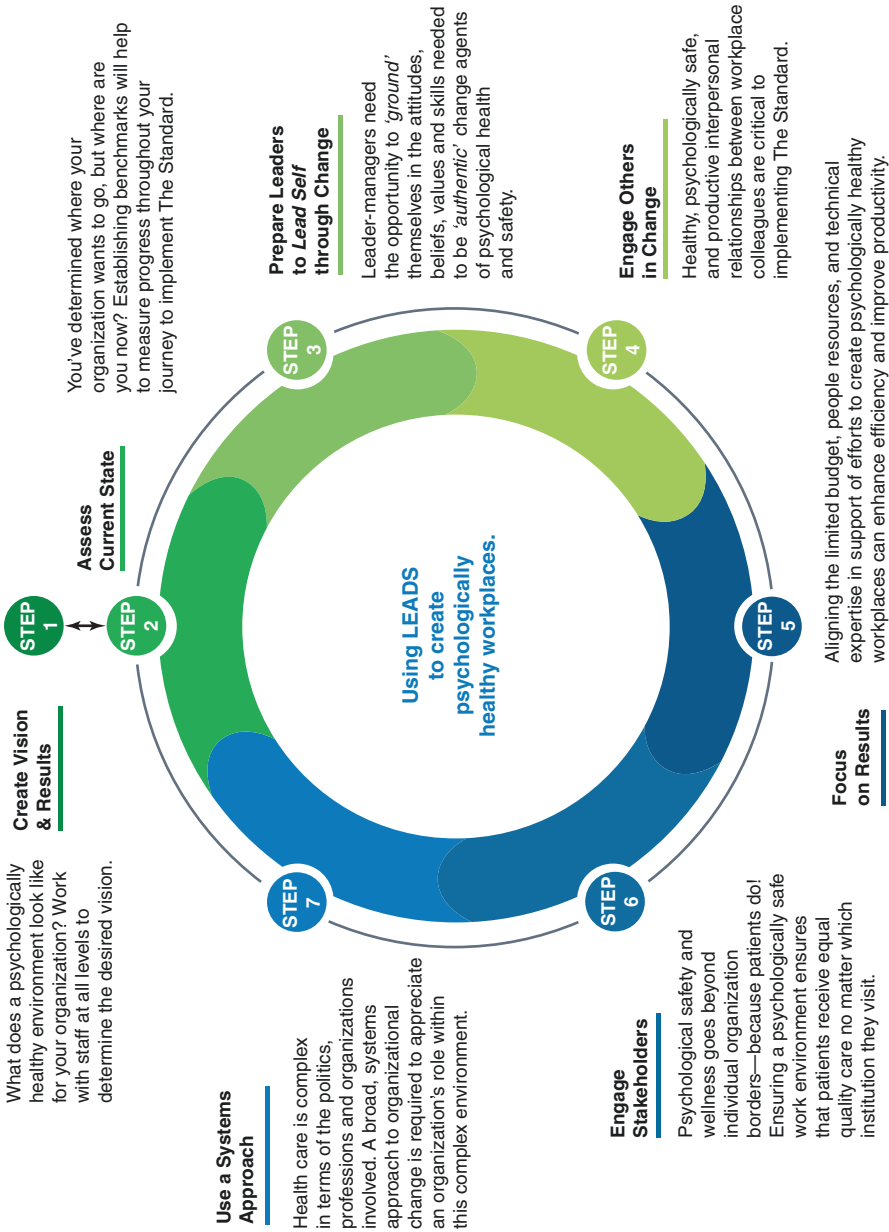 Using LEADS
to create
psychologically
healthy workplaces.
STEP
1
Create Vision
& Results
What does a psychologically
healthy environment look like
for your organization? Work
with staff at all levels to
determine the desired vision.
STEP
2
Assess
Current State
You've determined where your
organization wants to go, but where are
you now? Establishing benchmarks will help
to measure progress throughout your
journey to implement The Standard.
STEP
3
Prepare Leaders
to Lead Self
through Change
Leader-managers need
the opportunity to 'ground'
themselves in the attitudes,
beliefs, values and skills needed
to be 'authentic' change agents
of psychological health
and safety.
STEP
4
Engage Others
in Change
Healthy, psychologically safe,
and productive interpersonal
relationships between workplace
colleagues are critical to
implementing The Standard.
STEP
5
Focus
on Results
Aligning the limited budget, people resources, and technical
expertise in support of efforts to create psychologically healthy
workplaces can enhance efficiency and improve productivity.
STEP
6
Engage
Stakeholders
Psychological safety and
wellness goes beyond
individual organization
borders—because patients do!
Ensuring a psychologically safe
work environment ensures
that patients receive equal
quality care no matter which
institution they visit.
STEP
7
Use a Systems
Approach
Health care is complex
in terms of the politics,
professions and organizations
involved. A broad, systems
approach to organizational
change is required to appreciate
an organization's role within
this complex environment.